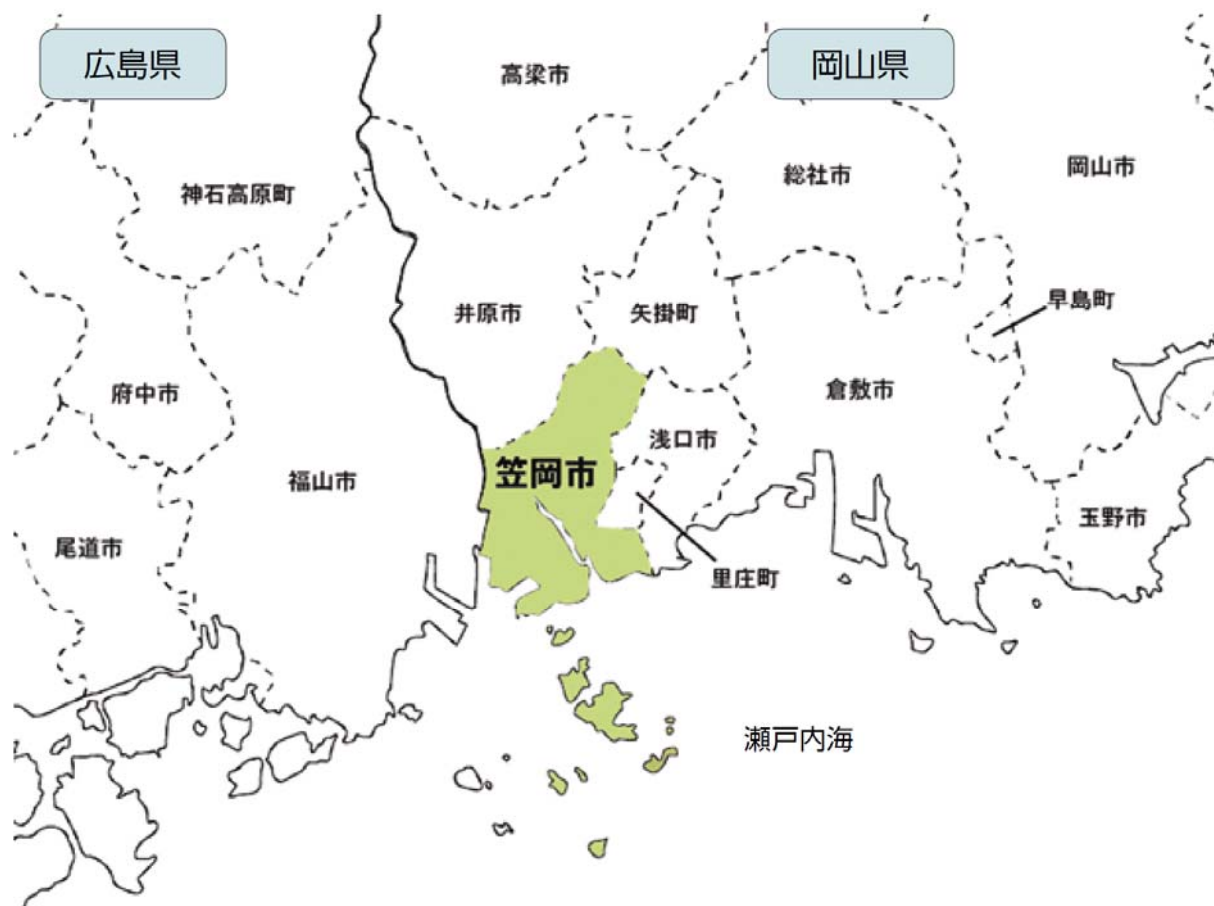 広島県
岡山県
高梁市
総社市
岡山市
神石高原町
井原市
矢掛町
早島町
府中市
倉敷市
浅口市
笠岡市
福山市
玉野市
尾道市
里庄町
瀬戸内海